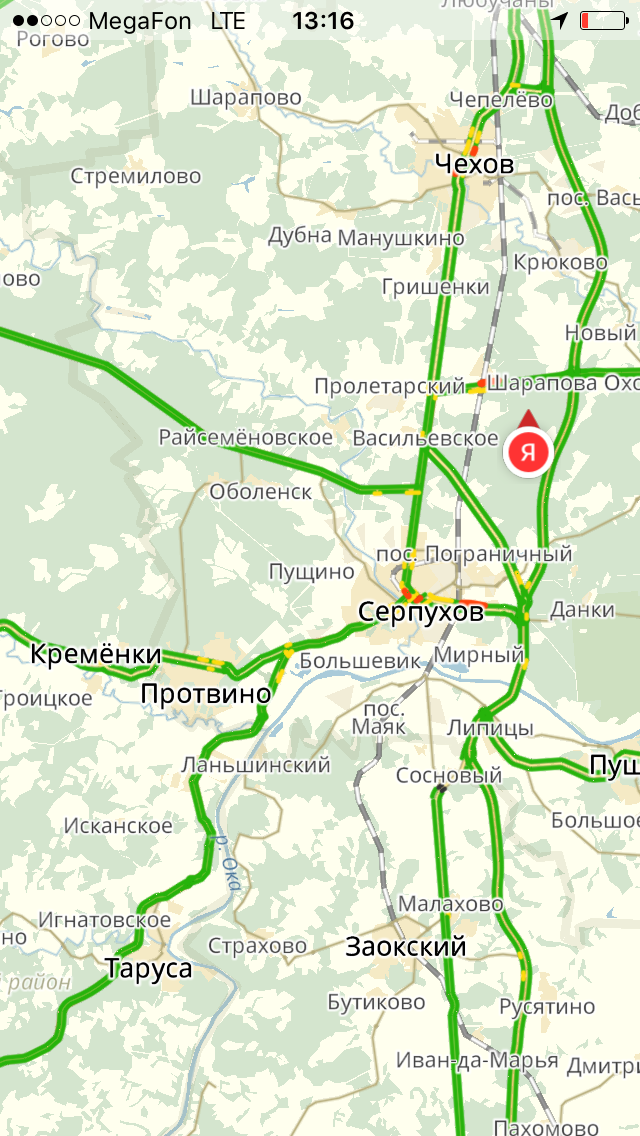 MegaFon LTE 13:16
Любучаны
Рогово
Шарапово
Чепелёво
Доб
Чехов
Стремилово
пос. Вась
Дубна
Манушкино
Крюково
ово
Гришенки
Новый
Пролетарский
Шарапова Охо
Райсемёновское
Васильевское
Я
Оболенск
пос. Пограничный
Пущино
Серпухов
Данки
Кремёнки
Большевик
Мирный
Троицкое
Протвино
пос.
Маяк
Липицы
Ланьшинский
Сосновый
Пущ
Исканское
Большое
р. Ока
Малахово
Игнатовское
но
Страхово
Заокский
Таруса
район
Бутиково
Русятино
Иван-да-Марья
Дмитри
Пахомово